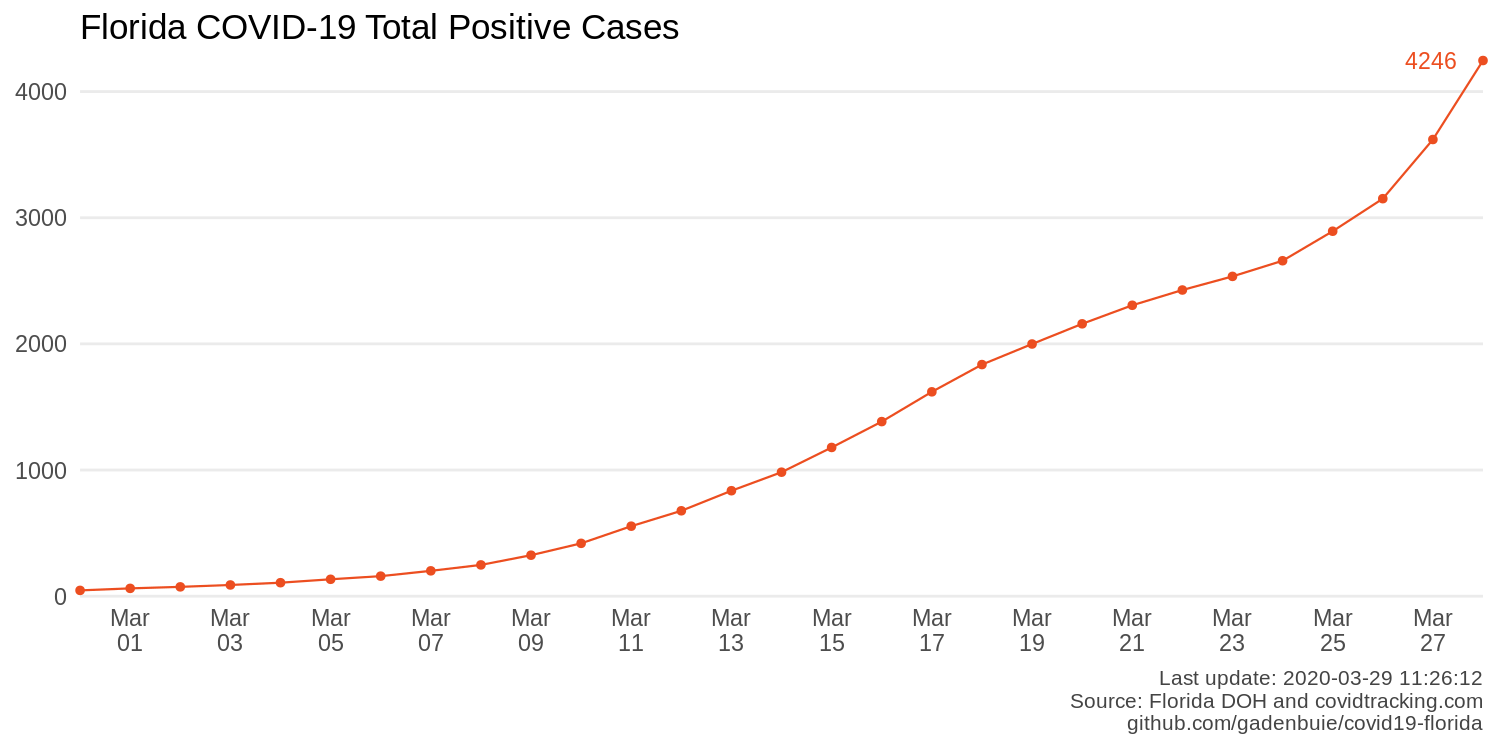 Florida COVID-19 Total Positive Cases
4246
4000
3000
2000
1000
0
Mar Mar Mar Mar Mar Mar Mar Mar Mar Mar Mar Mar Mar Mar
01 03 05 07 09 11 13 15 17 19 21 23 25 27
Last update: 2020-03-29 11:26:12
Source: Florida DOH and covidtracking.com
github.com/gadenbuie/covid19-florida